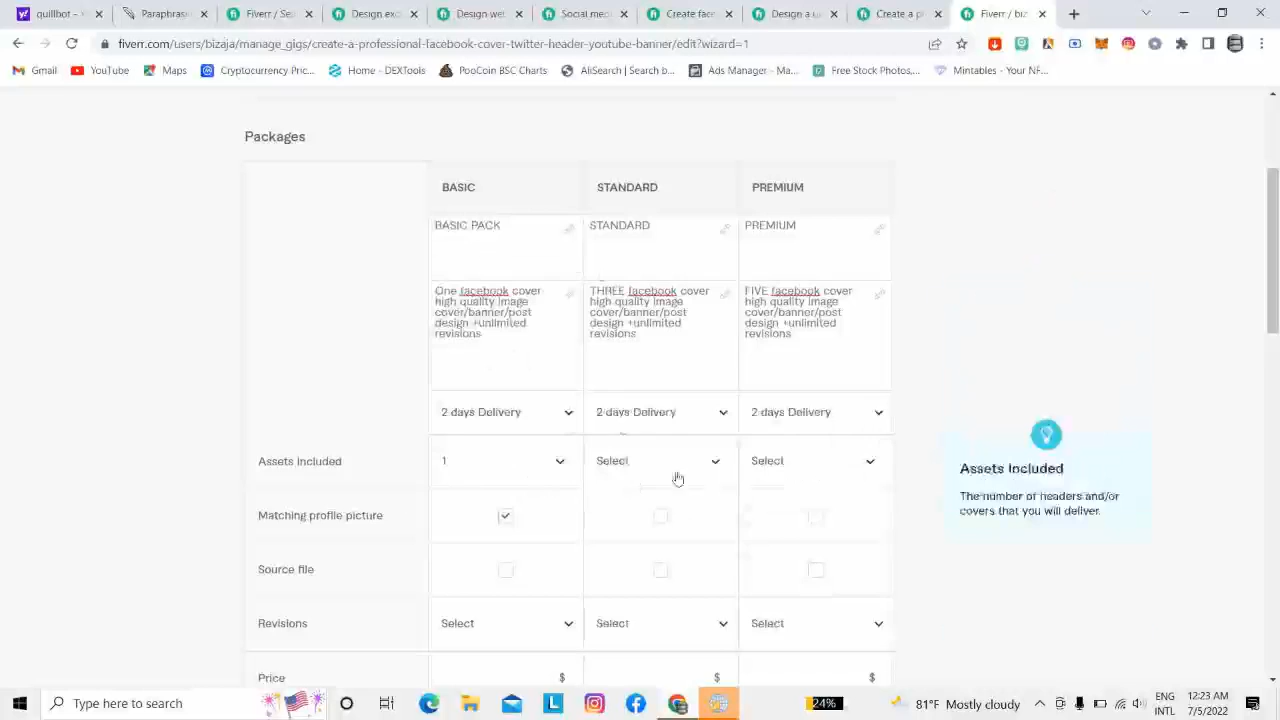 quillbot -
Paraphras
Fiverr /
Design exc
Design wel
Social med
Create fac
Design a u
Create a p
Fiverr / biz
fiverr.com/users/bizaja/manage_gigs/create-a-professional-facebook-cover-twitter-header-youtube-banner/edit?wizard=1
Gmail
YouTube
Maps
Cryptocurrency Pric...
Home - DEXTools
PooCoin BSC Charts
AliSearch | Search b...
Ads Manager - Ma...
Free Stock Photos,...
Mintables - Your NF...
Packages
BASIC
STANDARD
PREMIUM
BASIC PACK
STANDARD
PREMIUM
One facebook cover
high quality image
cover/banner/post
design +unlimited
revisions
THREE facebook cover
high quality image
cover/banner/post
design +unlimited
revisions
FIVE facebook cover
high quality image
cover/banner/post
design +unlimited
revisions
2 days Delivery
2 days Delivery
2 days Delivery
Assets included
1
Select
Select
Assets Included
The number of headers and/or
covers that you will deliver.
Matching profile picture
Source file
Revisions
Select
Select
Select
Price
$
$
$
Type here to search
24%
81°F Mostly cloudy
ENG
INTL
12:23 AM
7/5/2022